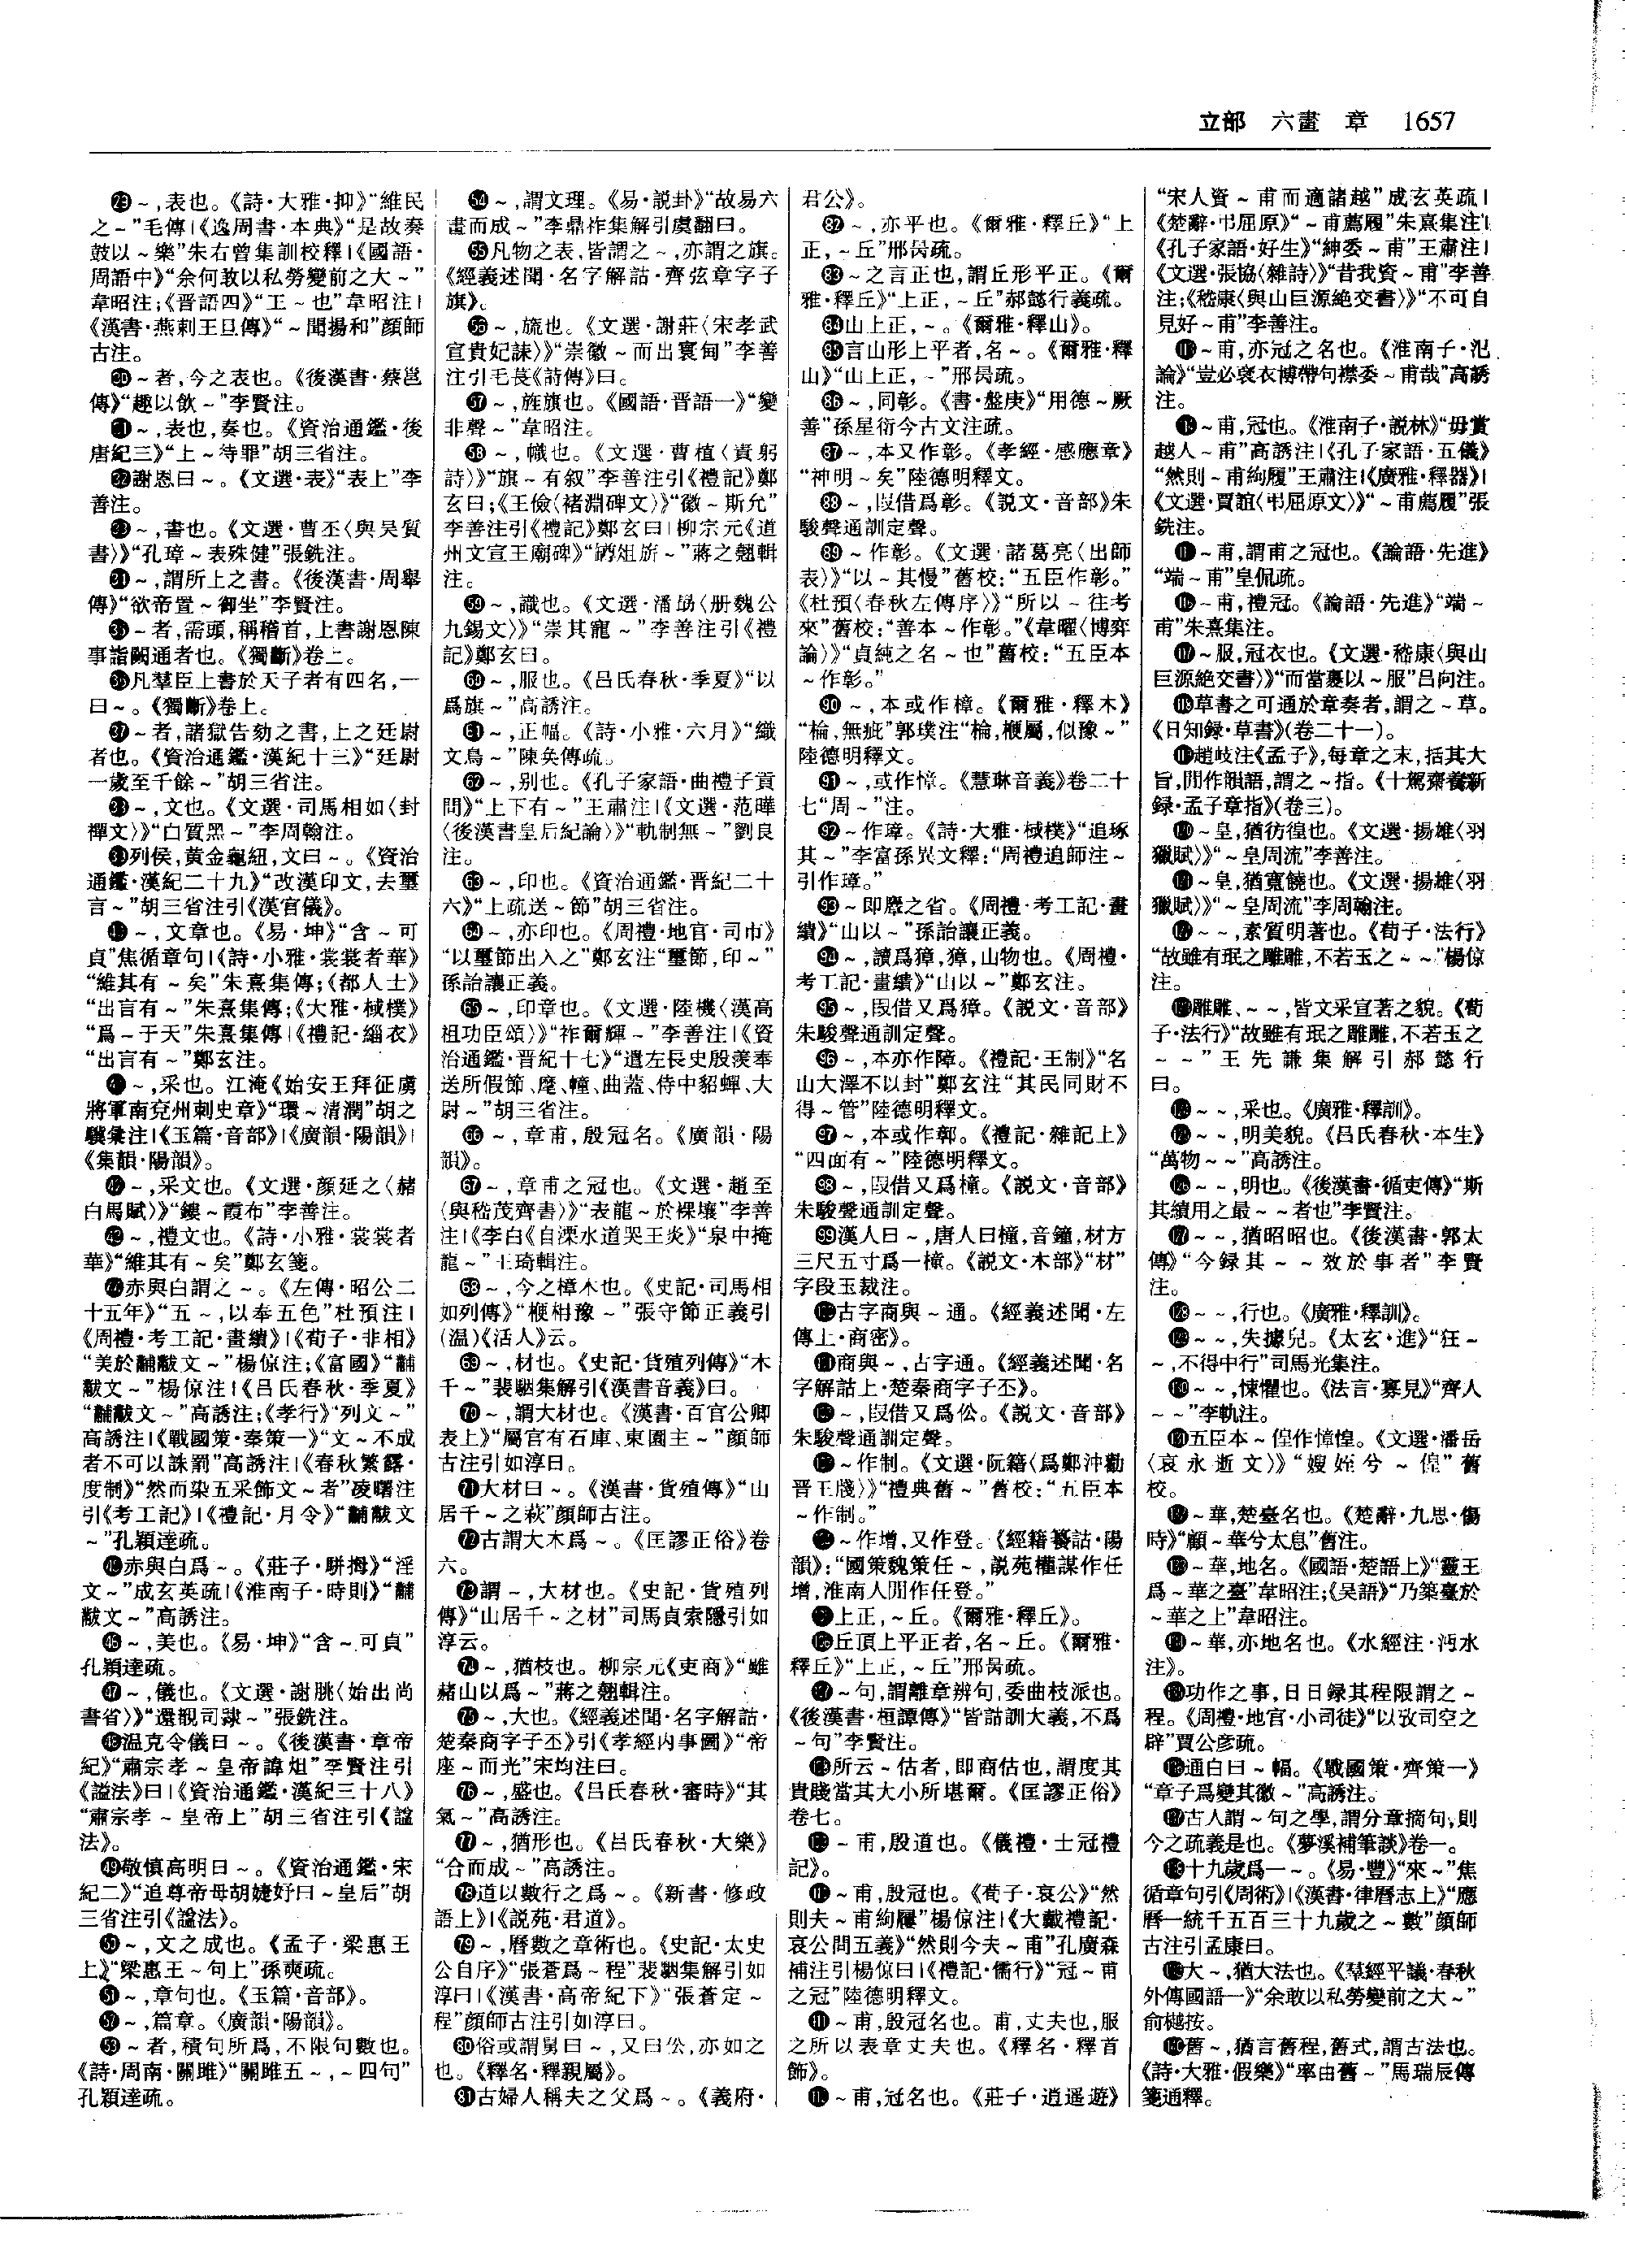 立部　六畫　章　1657
㉙～,表也。《詩·大雅·抑》“維民
之～”毛傳|《逸周書·本典》“是故奏
鼓以～樂”朱右曾集訓校釋|《國語·
周語中》“余何敢以私勞變前之大～”
韋昭注;《晋語四》“王～也”韋昭注|
《漢書·燕剌王旦傳》“～聞揚和”顏師
古注。
㉚～者,今之表也。《後漢書·蔡邕
傳》“趣以飲～”李賢注。
㉛～,表也,奏也。《資治通鑑·後
唐紀三》“上～待罪”胡三省注。
㉜謝恩曰～。《文選·表》“表上”李
善注。
㉝～,書也。《文選·曹丕〈與吴質
書〉》“孔璋～表殊健”張銑注。
㉞～,謂所上之書。《後漢書·周舉
傳》“欲帝置～御坐”李賢注。
㉟～者,需頭,稱稽首,上書謝恩陳
事詣闕通者也。《獨斷》卷上。
㊱凡羣臣上書於天子者有四名,一
曰～。《獨斷》卷上。
㊲～者,諸獄告劾之書,上之廷尉
者也。《資治通鑑·漢紀十三》“廷尉
一歲至千餘～”胡三省注。
㊳～,文也。《文選·司馬相如〈封
禪文〉》“白質黑～”李周翰注。
㊴列侯,黄金龜紐,文曰～。《資治
通鑑·漢紀二十九》“改漢印文,去璽
言～”胡三省注引《漢官儀》。
㊵～,文章也。《易·坤》“含～可
貞”焦循章句|《詩·小雅·裳裳者華》
“維其有～矣”朱熹集傳;《都人士》
“出言有～”朱熹集傳;《大雅·棫樸》
“爲～于天”朱熹集傳|《禮記·緇衣》
“出言有～”鄭玄注。
㊶～,采也。江淹《始安王拜征虜
將軍南兗州刺史章》“環～清潤”胡之
驥彙注|《玉篇·音部》|《廣韻·陽韻》|
《集韻·陽韻》。
㊷～,采文也。《文選·顏延之〈赭
白馬賦〉》“鏤～霞布”李善注。
㊸～,禮文也。《詩·小雅·裳裳者
華》“維其有～矣”鄭玄箋。
㊹赤與白謂之～。《左傳·昭公二
十五年》“五～,以奉五色”杜預注|
《周禮·考工記·畫繢》|《荀子·非相》
“美於黼黻文～”楊倞注;《富國》“黼
黻文～”楊倞注|《吕氏春秋·季夏》
“黼黻文～”高誘注;《孝行》“列文～”
高誘注|《戰國策·秦策一》“文～不成
者不可以誅罰”高誘注|《春秋繁露·
度制》“然而染五采飾文～者”凌曙注
引《考工記》|《禮記·月令》“黼黻文
～”孔穎達疏。
㊺赤與白爲～。《莊子·駢拇》“淫
文～”成玄英疏|《淮南子·時則》“黼
黻文～”高誘注。
㊻～,美也。《易·坤》“含～可貞”
孔穎達疏。
㊼～,儀也。《文選·謝朓〈始出尚
書省〉》“還覩司隸～”張銑注。
㊽温克令儀曰～。《後漢書·章帝
紀》“肅宗孝～皇帝諱炟”李賢注引
《謚法》曰|《資治通鑑·漢紀三十八》
“肅宗孝～皇帝上”胡三省注引《謚
法》。
㊾敬慎高明曰～。《資治通鑑·宋
紀二》“追尊帝母胡婕妤曰～皇后”胡
三省注引《謚法》。
㊿～,文之成也。《孟子·梁惠王
上》“梁惠王～句上”孫奭疏。
51～,章句也。《玉篇·音部》。
52～,篇章。《廣韻·陽韻》。
53～者,積句所爲,不限句數也。
《詩·周南·關雎》“關雎五～,～四句”
孔穎達疏。
54～,謂文理。《易·説卦》“故易六
畫而成～”李鼎祚集解引虞翻曰。
55凡物之表,皆謂之～,亦謂之旗。
《經義述聞·名字解詁·齊弦章字子
旗》。
56～,旒也。《文選·謝莊〈宋孝武
宣貴妃誄〉》“崇徽～而出寰甸”李善
注引毛萇《詩傳》曰。
57～,旌旗也。《國語·晋語一》“變
非聲～”韋昭注。
58～,幟也。《文選·曹植〈責躬
詩〉》“旗～有叙”李善注引《禮記》鄭
玄曰;《王儉〈褚淵碑文〉》“徽～斯允”
李善注引《禮記》鄭玄曰|柳宗元《道
州文宣王廟碑》“訪俎旂～”蔣之翹輯
注。
59～,識也。《文選·潘勗〈册魏公
九錫文〉》“崇其寵～”李善注引《禮
記》鄭玄曰。
60～,服也。《吕氏春秋·季夏》“以
爲旗～”高誘注。
61～,正幅。《詩·小雅·六月》“織
文鳥～”陳奂傳疏。
62～,别也。《孔子家語·曲禮子貢
問》“上下有～”王肅注|《文選·范曄
〈後漢書皇后紀論〉》“軌制無～”劉良
注。
63～,印也。《資治通鑑·晋紀二十
六》“上疏送～節”胡三省注。
64～,亦印也。《周禮·地官·司市》
“以璽節出入之”鄭玄注“璽節,印～”
孫詒讓正義。
65～,印章也。《文選·陸機〈漢高
祖功臣頌〉》“祚爾輝～”李善注|《資
治通鑑·晋紀十七》“遣左長史殷羡奉
送所假節、麾、幢、曲蓋、侍中貂蟬、大
尉～”胡三省注。
66～,章甫,殷冠名。《廣韻·陽
韻》。
67～,章甫之冠也。《文選·趙至
〈與嵇茂齊書〉》“表龍～於裸壤”李善
注|《李白《自溧水道哭王炎》“泉中掩
龍～”王琦輯注。
68～,今之樟木也。《史記·司馬相
如列傳》“楩柟豫～”張守節正義引
(温)《活人》云。
69～,材也。《史記·貨殖列傳》“木
千～”裴駰集解引《漢書音義》曰。
70～,謂大材也。《漢書·百官公卿
表上》“屬官有石庫、東園主～”顏師
古注引如淳曰。
71大材曰～。《漢書·貨殖傳》“山
居千～之萩”顏師古注。
72古謂大木爲～。《匡謬正俗》卷
六。
73謂～,大材也。《史記·貨殖列
傳》“山居千～之材”司馬貞索隱引如
淳云。
74～,猶枝也。柳宗元《吏商》“雖
赭山以爲～”蔣之翹輯注。
75～,大也。《經義述聞·名字解詁·
楚秦商字子丕》引《孝經内事圖》“帝
座～而光”宋均注曰。
76～,盛也。《吕氏春秋·審時》“其
氣～”高誘注。
77～,猶形也。《吕氏春秋·大樂》
“合而成～”高誘注。
78道以數行之爲～。《新書·修政
語上》|《説苑·君道》。
79～,曆數之章術也。《史記·太史
公自序》“張蒼爲～程”裴駰集解引如
淳曰|《漢書·高帝紀下》“張蒼定～
程”顏師古注引如淳曰。
80俗或謂舅曰～,又曰伀,亦如之
也。《釋名·釋親屬》。
81古婦人稱夫之父爲～。《義府·
君公》。
82～,亦平也。《爾雅·釋丘》“上
正,～丘”邢昺疏。
83～之言正也,謂丘形平正。《爾
雅·釋丘》“上正,～丘”郝懿行義疏。
84山上正,～。《爾雅·釋山》。
85言山形上平者,名～。《爾雅·釋
山》“山上正,～”邢昺疏。
86～,同彰。《書·盤庚》“用德～厥
善”孫星衍今古文注疏。
87～,本又作彰。《孝經·感應章》
“神明～矣”陸德明釋文。
88～,叚借爲彰。《説文·音部》朱
駿聲通訓定聲。
89～作彰。《文選·諸葛亮〈出師
表〉》“以～其慢”舊校:“五臣作彰。”
《杜預〈春秋左傳序〉》“所以～往考
來”舊校:“善本～作彰。”《韋曜〈博弈
論〉》“貞純之名～也”舊校:“五臣本
～作彰。”
90～,本或作樟。《爾雅·釋木》
“棆,無疵”郭璞注“棆,楩屬,似豫～”
陸德明釋文。
91～,或作慞。《慧琳音義》卷二十
七“周～”注。
92～作璋。《詩·大雅·棫樸》“追琢
其～”李富孫異文釋:“周禮追師注～
引作璋。”
93～即麞之省。《周禮·考工記·畫
繢》“山以～”孫詒讓正義。
94～,讀爲獐,獐,山物也。《周禮·
考工記·畫繢》“山以～”鄭玄注。
95～,叚借又爲獐。《説文·音部》
朱駿聲通訓定聲。
96～,本亦作障。《禮記·王制》“名
山大澤不以封”鄭玄注“其民同財不
得～管”陸德明釋文。
97～,本或作鄣。《禮記·雜記上》
“四面有～”陸德明釋文。
98～,叚借又爲橦。《説文·音部》
朱駿聲通訓定聲。
99漢人曰～,唐人曰橦,音鐘,材方
三尺五寸爲一橦。《説文·木部》“材”
字段玉裁注。
100古字商與～通。《經義述聞·左
傳上·商密》。
101商與～,古字通。《經義述聞·名
字解詁上·楚秦商字子丕》。
102～,叚借又爲伀。《説文·音部》
朱駿聲通訓定聲。
103～作制。《文選·阮籍〈爲鄭沖勸
晋王牋〉》“禮典舊～”舊校:“五臣本
～作制。”
104～作增,又作登。《經籍籑詁·陽
韻》:“國策魏策任～,説苑權謀作任
增,淮南人閒作任登。”
105上正,～丘。《爾雅·釋丘》。
106丘頂上平正者,名～丘。《爾雅·
釋丘》“上正,～丘”邢昺疏。
107～句,謂離章辨句,委曲枝派也。
《後漢書·桓譚傳》“皆詁訓大義,不爲
～句”李賢注。
108所云～估者,即商估也,謂度其
貴賤當其大小所堪爾。《匡謬正俗》
卷七。
109～甫,殷道也。《儀禮·士冠禮
記》。
110～甫,殷冠也。《荀子·哀公》“然
則夫～甫絇屨”楊倞注|《大戴禮記·
哀公問五義》“然則今夫～甫”孔廣森
補注引楊倞曰|《禮記·儒行》“冠～甫
之冠”陸德明釋文。
111～甫,殷冠名也。甫,丈夫也,服
之所以表章丈夫也。《釋名·釋首
飾》。
112～甫,冠名也。《莊子·逍遥遊》
“宋人資～甫而適諸越”成玄英疏|
《楚辭·弔屈原》“～甫薦履”朱熹集注|
《孔子家語·好生》“紳委～甫”王肅注|
《文選·張協〈雜詩〉》“昔我資～甫”李善
注;《嵇康〈與山巨源絶交書〉》“不可自
見好～甫”李善注。
113～甫,亦冠之名也。《淮南子·氾
論》“豈必褒衣博帶句襟委～甫哉”高誘
注。
114～甫,冠也。《淮南子·説林》“毋賞
越人～甫”高誘注|《孔子家語·五儀》
“然則～甫絇履”王肅注|《廣雅·釋器》|
《文選·賈誼〈弔屈原文〉》“～甫薦履”張
銑注。
115～甫,謂甫之冠也。《論語·先進》
“端～甫”皇侃疏。
116～甫,禮冠。《論語·先進》“端～
甫”朱熹集注。
117～服,冠衣也。《文選·嵇康〈與山
巨源絶交書〉》“而當裹以～服”吕向注。
118草書之可通於章奏者,謂之～草。
《日知録·草書》(卷二十一)。
119趙岐注《孟子》,每章之末,括其大
旨,閒作韻語,謂之～指。《十駕齋養新
録·孟子章指》(卷三)。
120～皇,猶彷徨也。《文選·揚雄〈羽
獵賦〉》“～皇周流”李善注。
121～皇,猶寬饒也。《文選·揚雄〈羽
獵賦〉》“～皇周流”李周翰注。
122～～,素質明著也。《荀子·法行》
“故雖有珉之雕雕,不若玉之～～”楊倞
注。
123雕雕、～～,皆文采宣著之貌。《荀
子·法行》“故雖有珉之雕雕,不若玉之
～～”王先謙集解引郝懿行
曰。
124～～,采也。《廣雅·釋訓》。
125～～,明美貌。《吕氏春秋·本生》
“萬物～～”高誘注。
126～～,明也。《後漢書·循吏傳》“斯
其績用之最～～者也”李賢注。
127～～,猶昭昭也。《後漢書·郭太
傳》“今録其～～效於事者”李賢
注。
128～～,行也。《廣雅·釋訓》。
129～～,失據皃。《太玄·進》“狂～
～,不得中行”司馬光集注。
130～～,悚懼也。《法言·寡見》“齊人
～～”李軌注。
131五臣本～偟作慞惶。《文選·潘岳
〈哀永逝文〉》“嫂姪兮～偟”舊
校。
132～華,楚臺名也。《楚辭·九思·傷
時》“顧～華兮太息”舊注。
133～華,地名。《國語·楚語上》“靈王
爲～華之臺”韋昭注;《吴語》“乃築臺於
～華之上”韋昭注。
134～華,亦地名也。《水經注·沔水
注》。
135功作之事,日日録其程限謂之～
程。《周禮·地官·小司徒》“以攷司空之
辟”賈公彦疏。
136通白曰～幅。《戰國策·齊策一》
“章子爲變其徽～”高誘注。
137古人謂～句之學,謂分章摘句,則
今之疏義是也。《夢溪補筆談》卷一。
138十九歲爲一～。《易·豐》“來～”焦
循章句引《周術》|《漢書·律曆志上》“應
曆一統千五百三十九歲之～數”顏師
古注引孟康曰。
139大～,猶大法也。《羣經平議·春秋
外傳國語一》“余敢以私勞變前之大～”
俞樾按。
140舊～,猶言舊程,舊式,謂古法也。
《詩·大雅·假樂》“率由舊～”馬瑞辰傳
箋通釋。